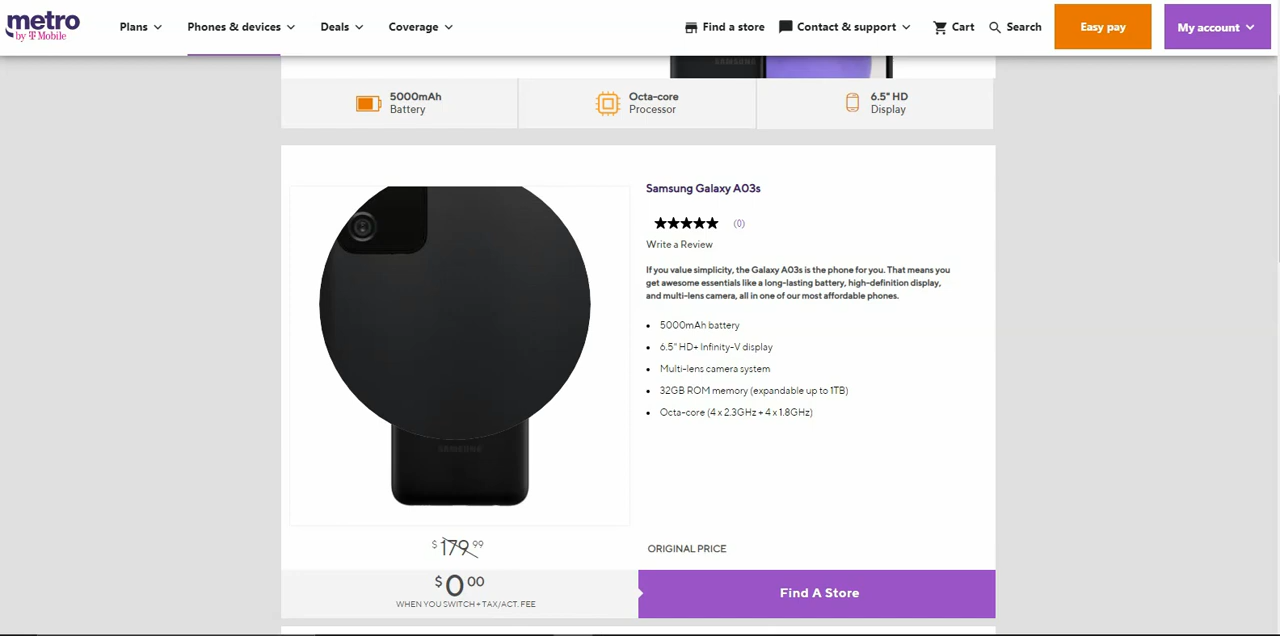 metro
by T Mobile
Plans
Phones & devices
Deals
Coverage
Find a store
Contact & support
Cart
Search
Easy pay
My account
SAMSUNG
5000mAh
Battery
Octa-core
Processor
6.5" HD
Display
Samsung Galaxy A03s
(0)
Write a Review
If you value simplicity, the Galaxy A03s is the phone for you. That means you
get awesome essentials like a long-lasting battery, high-definition display,
and multi-lens camera, all in one of our most affordable phones.
• 5000mAh battery
• 6.5" HD+ Infinity-V display
• Multi-lens camera system
• 32GB ROM memory (expandable up to 1TB)
• Octa-core (4 x 2.3GHz + 4 x 1.8GHz)
SAMSUNG
$179.99
ORIGINAL PRICE
$0 00
WHEN YOU SWITCH + TAX/ACT. FEE
Find A Store